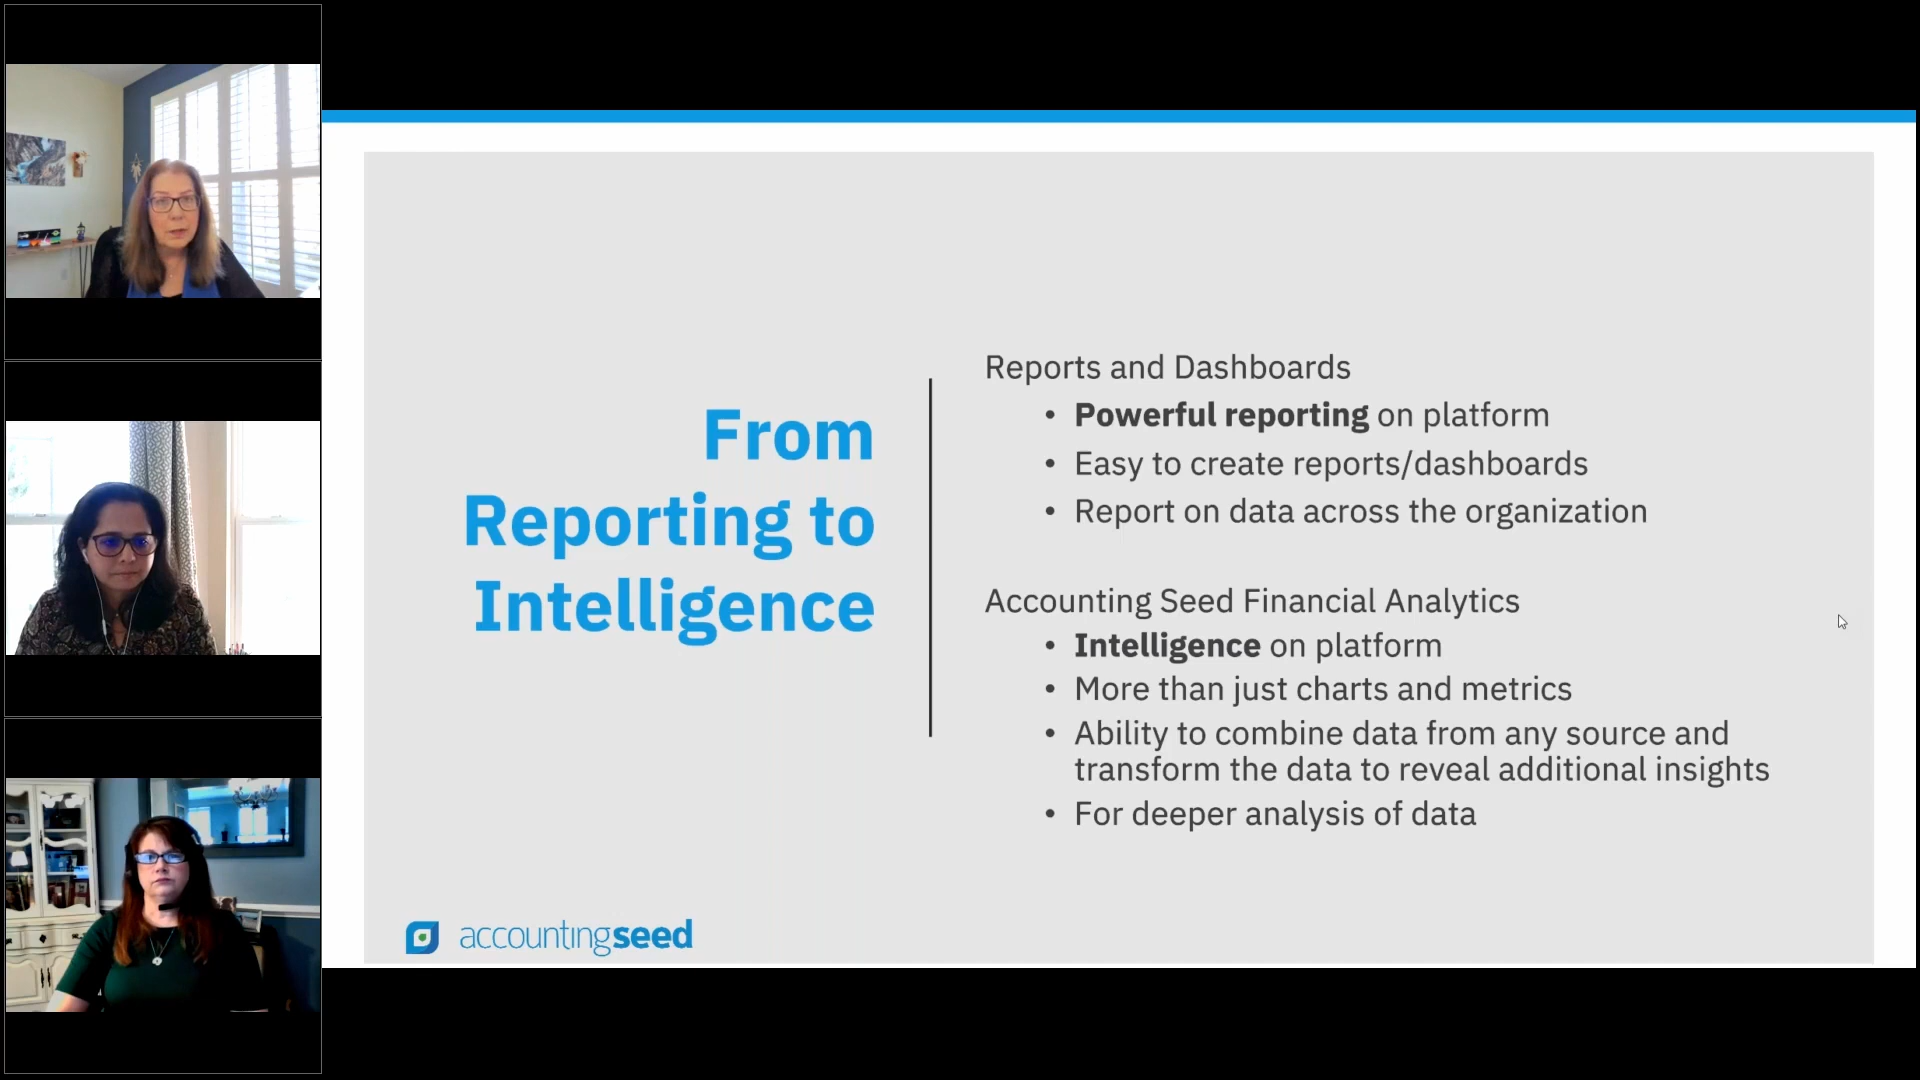 From
Reporting to
Intelligence
Reports and Dashboards
• Powerful reporting on platform
• Easy to create reports/dashboards
• Report on data across the organization
Accounting Seed Financial Analytics
• Intelligence on platform
• More than just charts and metrics
• Ability to combine data from any source and
transform the data to reveal additional insights
• For deeper analysis of data
accountingseed